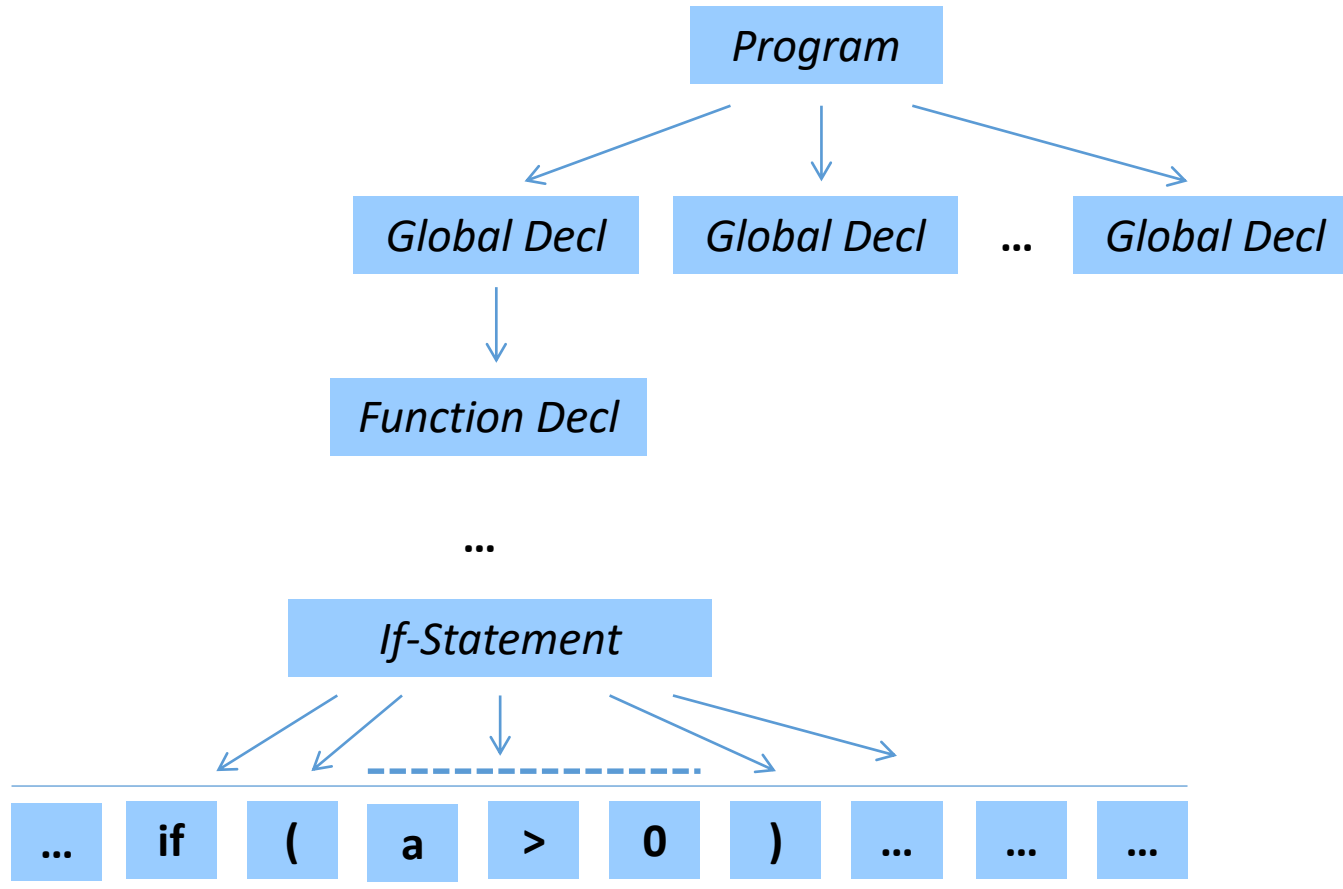 Program
Global Decl Global Decl … Global Decl
Function Decl
…
If-Statement
… if ( a > 0 ) … … …